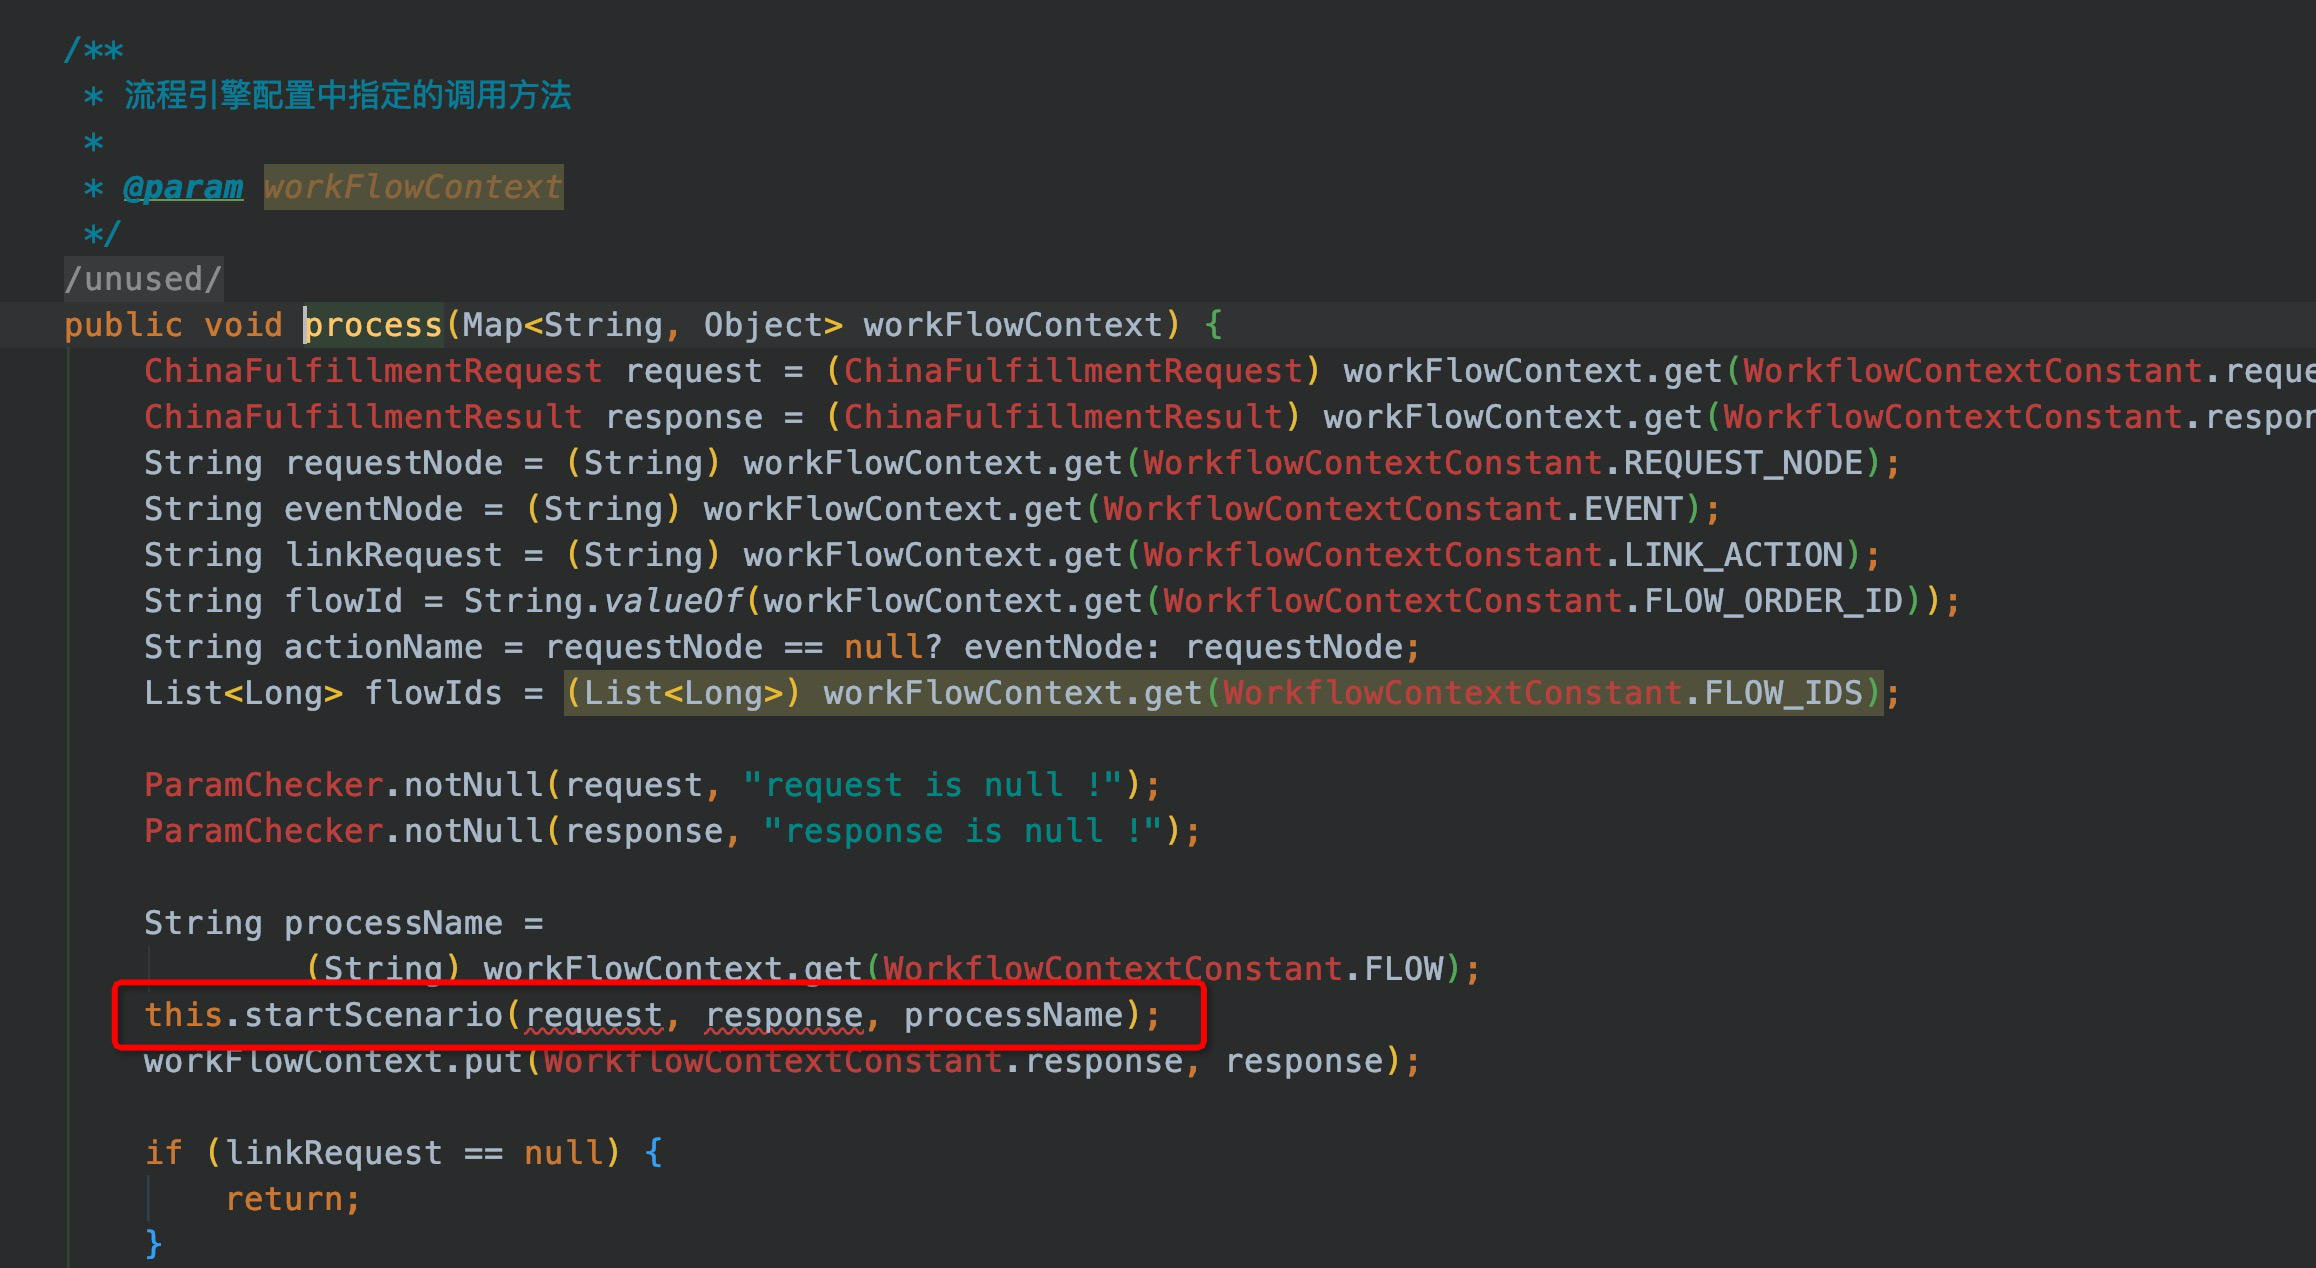 /**
* 流程引擎配置中指定的调用方法
*
* @param workFlowContext
*/
/unused/
public void process(Map<String, Object> workFlowContext) {
ChinaFulfillmentRequest request = (ChinaFulfillmentRequest) workFlowContext.get(WorkflowContextConstant.reque
ChinaFulfillmentResult response = (ChinaFulfillmentResult) workFlowContext.get(WorkflowContextConstant.respon
String requestNode = (String) workFlowContext.get(WorkflowContextConstant.REQUEST_NODE);
String eventNode = (String) workFlowContext.get(WorkflowContextConstant.EVENT);
String linkRequest = (String) workFlowContext.get(WorkflowContextConstant.LINK_ACTION);
String flowId = String.valueOf(workFlowContext.get(WorkflowContextConstant.FLOW_ORDER_ID));
String actionName = requestNode == null? eventNode: requestNode;
List<Long> flowIds = (List<Long>) workFlowContext.get(WorkflowContextConstant.FLOW_IDS);
ParamChecker.notNull(request, "request is null !");
ParamChecker.notNull(response, "response is null !");
String processName =
(String) workFlowContext.get(WorkflowContextConstant.FLOW);
this.startScenario(request, response, processName);
workFlowContext.put(WorkflowContextConstant.response, response);
if (linkRequest == null) {
return;
}